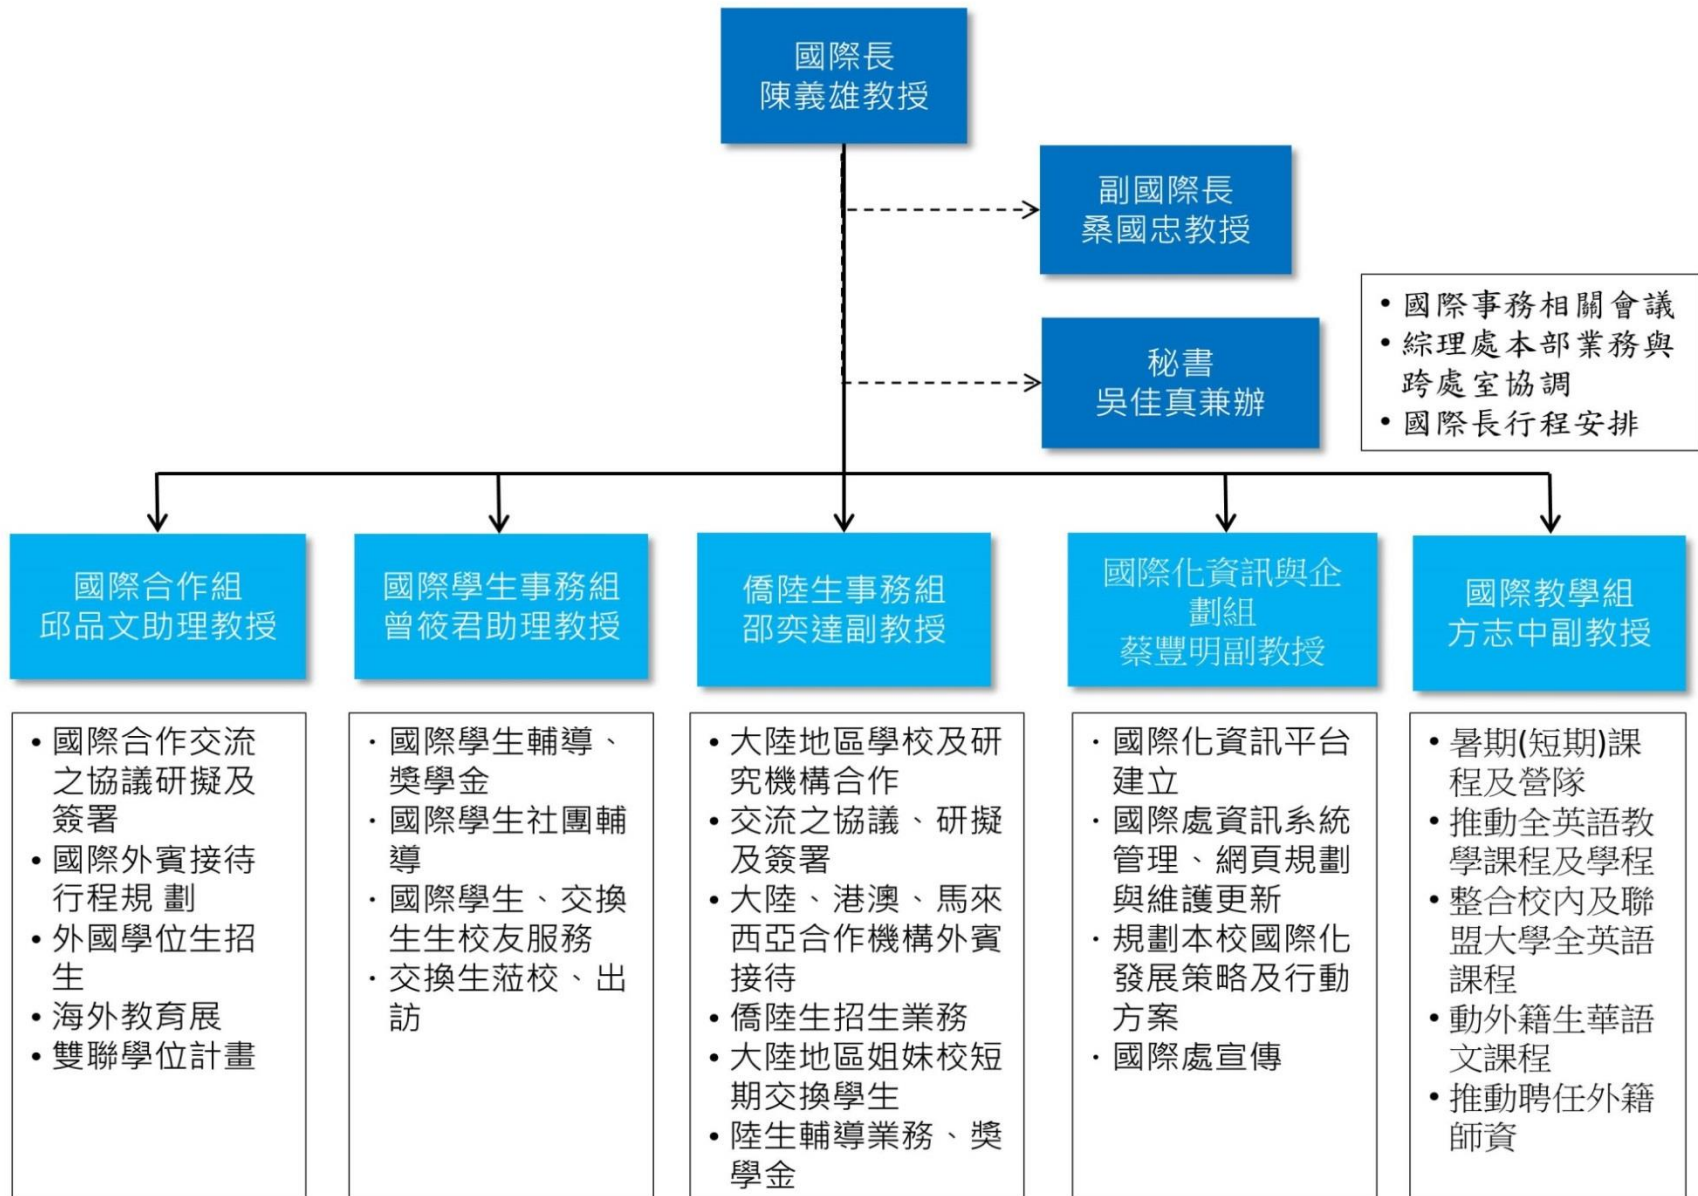 國際長
陳義雄教授
副國際長
桑國忠教授
秘書
吳佳真兼辦
• 國際事務相關會議
• 綜理處本部業務與
跨處室協調
• 國際長行程安排
國際合作組
邱品文助理教授
國際學生事務組
曾筱君助理教授
僑陸生事務組
邵奕達副教授
國際化資訊與企
劃組
蔡豐明副教授
國際教學組
方志中副教授
• 國際合作交流
之協議研擬及
簽署
• 國際外賓接待
行程規 劃
• 外國學位生招
生
• 海外教育展
• 雙聯學位計畫
· 國際學生輔導、
獎學金
· 國際學生社團輔
導
· 國際學生、交換
生生校友服務
· 交換生蒞校、出
訪
• 大陸地區學校及研
究機構合作
• 交流之協議、研擬
及簽署
• 大陸、港澳、馬來
西亞合作機構外賓
接待
• 僑陸生招生業務
• 大陸地區姐妹校短
期交換學生
• 陸生輔導業務、獎
學金
· 國際化資訊平台
建立
· 國際處資訊系統
管理、網頁規劃
與維護更新
· 規劃本校國際化
發展策略及行動
方案
· 國際處宣傳
• 暑期(短期)課
程及營隊
• 推動全英語教
學課程及學程
• 整合校內及聯
盟大學全英語
課程
• 動外籍生華語
文課程
• 推動聘任外籍
師資